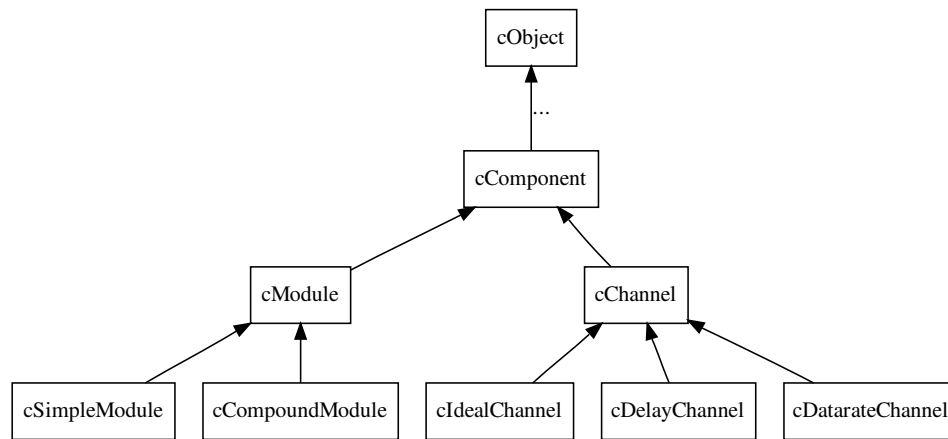 cObject
...
cComponent
cModule
cChannel
cSimpleModule
cCompoundModule
cIdealChannel
cDelayChannel
cDatarateChannel